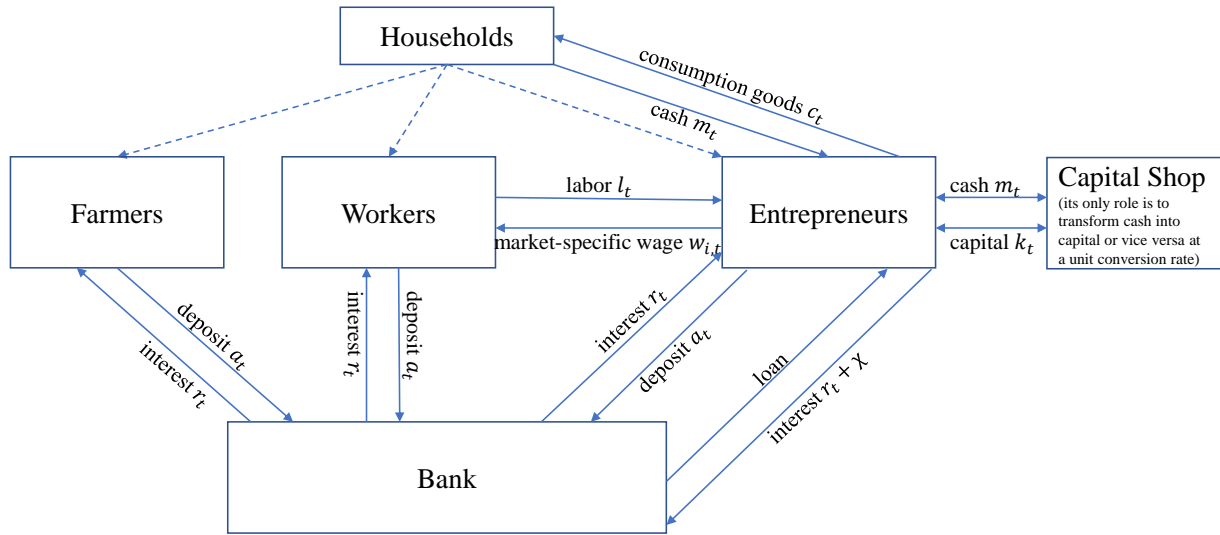 Households
consumption goods c_t
cash m_t
Farmers
Workers
labor l_t
market-specific wage w_{i,t}
Entrepreneurs
cash m_t
capital k_t
Capital Shop
(its only role is to
transform cash into
capital or vice versa at
a unit conversion rate)
deposit a_t
interest r_t
interest r_t
deposit a_t
interest r_t
deposit a_t
loan
interest r_t + χ
Bank